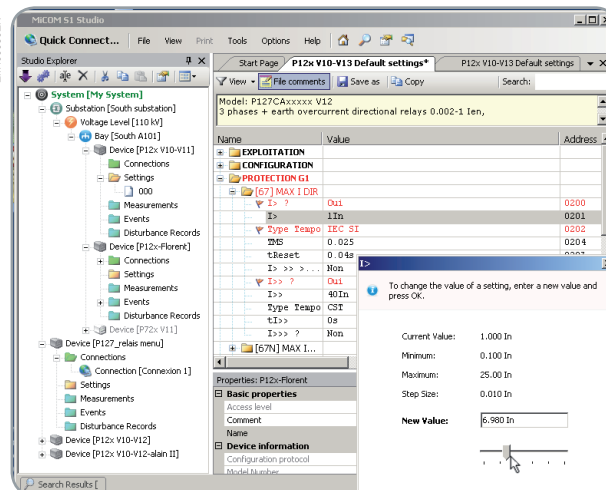 MiCOM S1 Studio
Quick Connect... File View Print Tools Options Help
Studio Explorer
Start Page P12x V10-V13 Default settings* P12x V10-V13 Default settings
View File comments Save as Copy Search:
System [My System]
Substation [South substation]
Voltage Level [110 kV]
Bay [South A101]
Device [P12x V10-V11]
Connections
Settings
000
Measurements
Events
Disturbance Records
Device [P12x-Florent]
Connections
Settings
Measurements
Events
Disturbance Records
Device [P72x V11]
Device [P127_relais menu]
Connections
Connection [Connexion 1]
Settings
Measurements
Events
Disturbance Records
Device [P12x V10-V12]
Device [P12x V10-V12-alain II]
Search Results [
Model: P127CAxxxxx V12
3 phases + earth overcurrent directional relays 0.002-1 Ien,
Name Value Address
EXPLOITATION
CONFIGURATION
PROTECTION G1
[67] MAX I DIR
I> ? Oui 0200
I> 1In 0201
Type Tempo IEC SI 0202
TMS 0.025 0204
tReset 0.04s
I> >> >... Non
I>> ? Oui
I>> 40In
Type Tempo CST
tI>> 0s
I>>> ? Non
[67N] MAX I...
Properties: P12x-Florent
Basic properties
Access level
Comment
Name
Device information
Configuration protocol
Model Number
I>
To change the value of a setting, enter a new value and
press OK.
Current Value: 1.000 In
Minimum: 0.100 In
Maximum: 25.00 In
Step Size: 0.010 In
New Value: 6.980 In